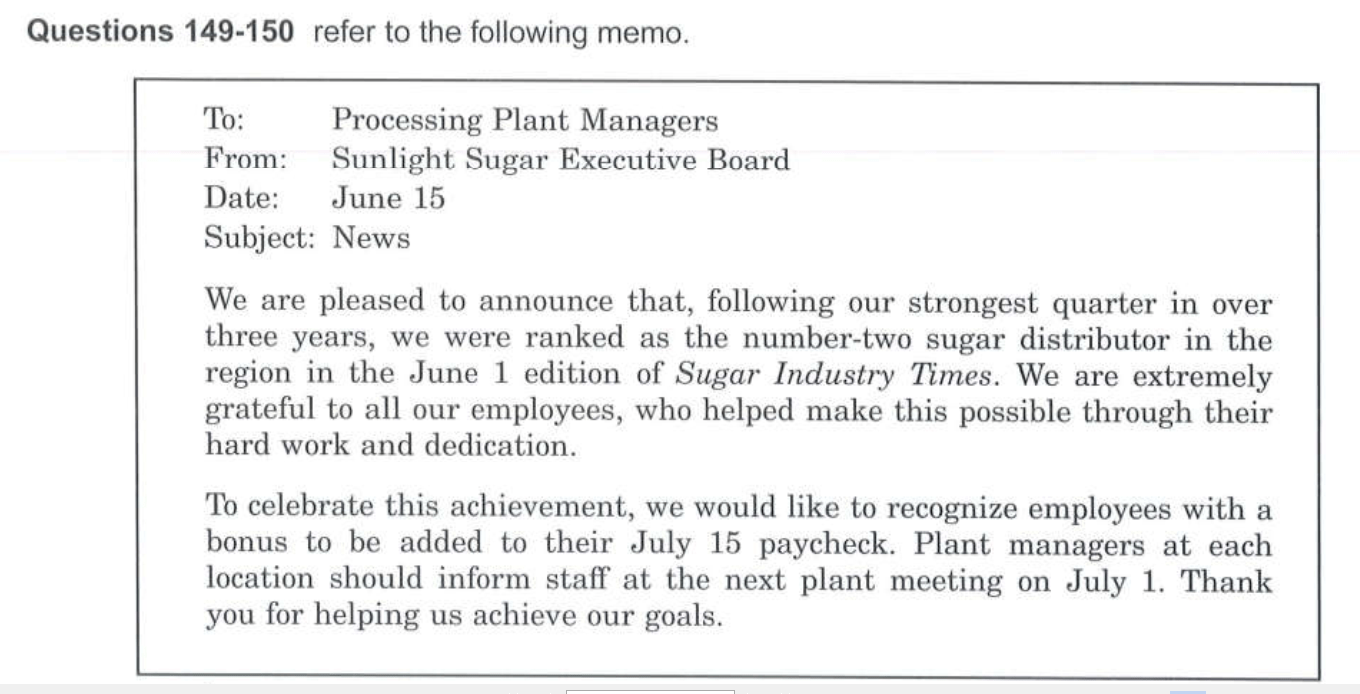 Questions 149-150 refer to the following memo.
To: Processing Plant Managers
From: Sunlight Sugar Executive Board
Date: June 15
Subject: News
We are pleased to announce that, following our strongest quarter in over
three years, we were ranked as the number-two sugar distributor in the
region in the June 1 edition of Sugar Industry Times. We are extremely
grateful to all our employees, who helped make this possible through their
hard work and dedication.
To celebrate this achievement, we would like to recognize employees with a
bonus to be added to their July 15 paycheck. Plant managers at each
location should inform staff at the next plant meeting on July 1. Thank
you for helping us achieve our goals.